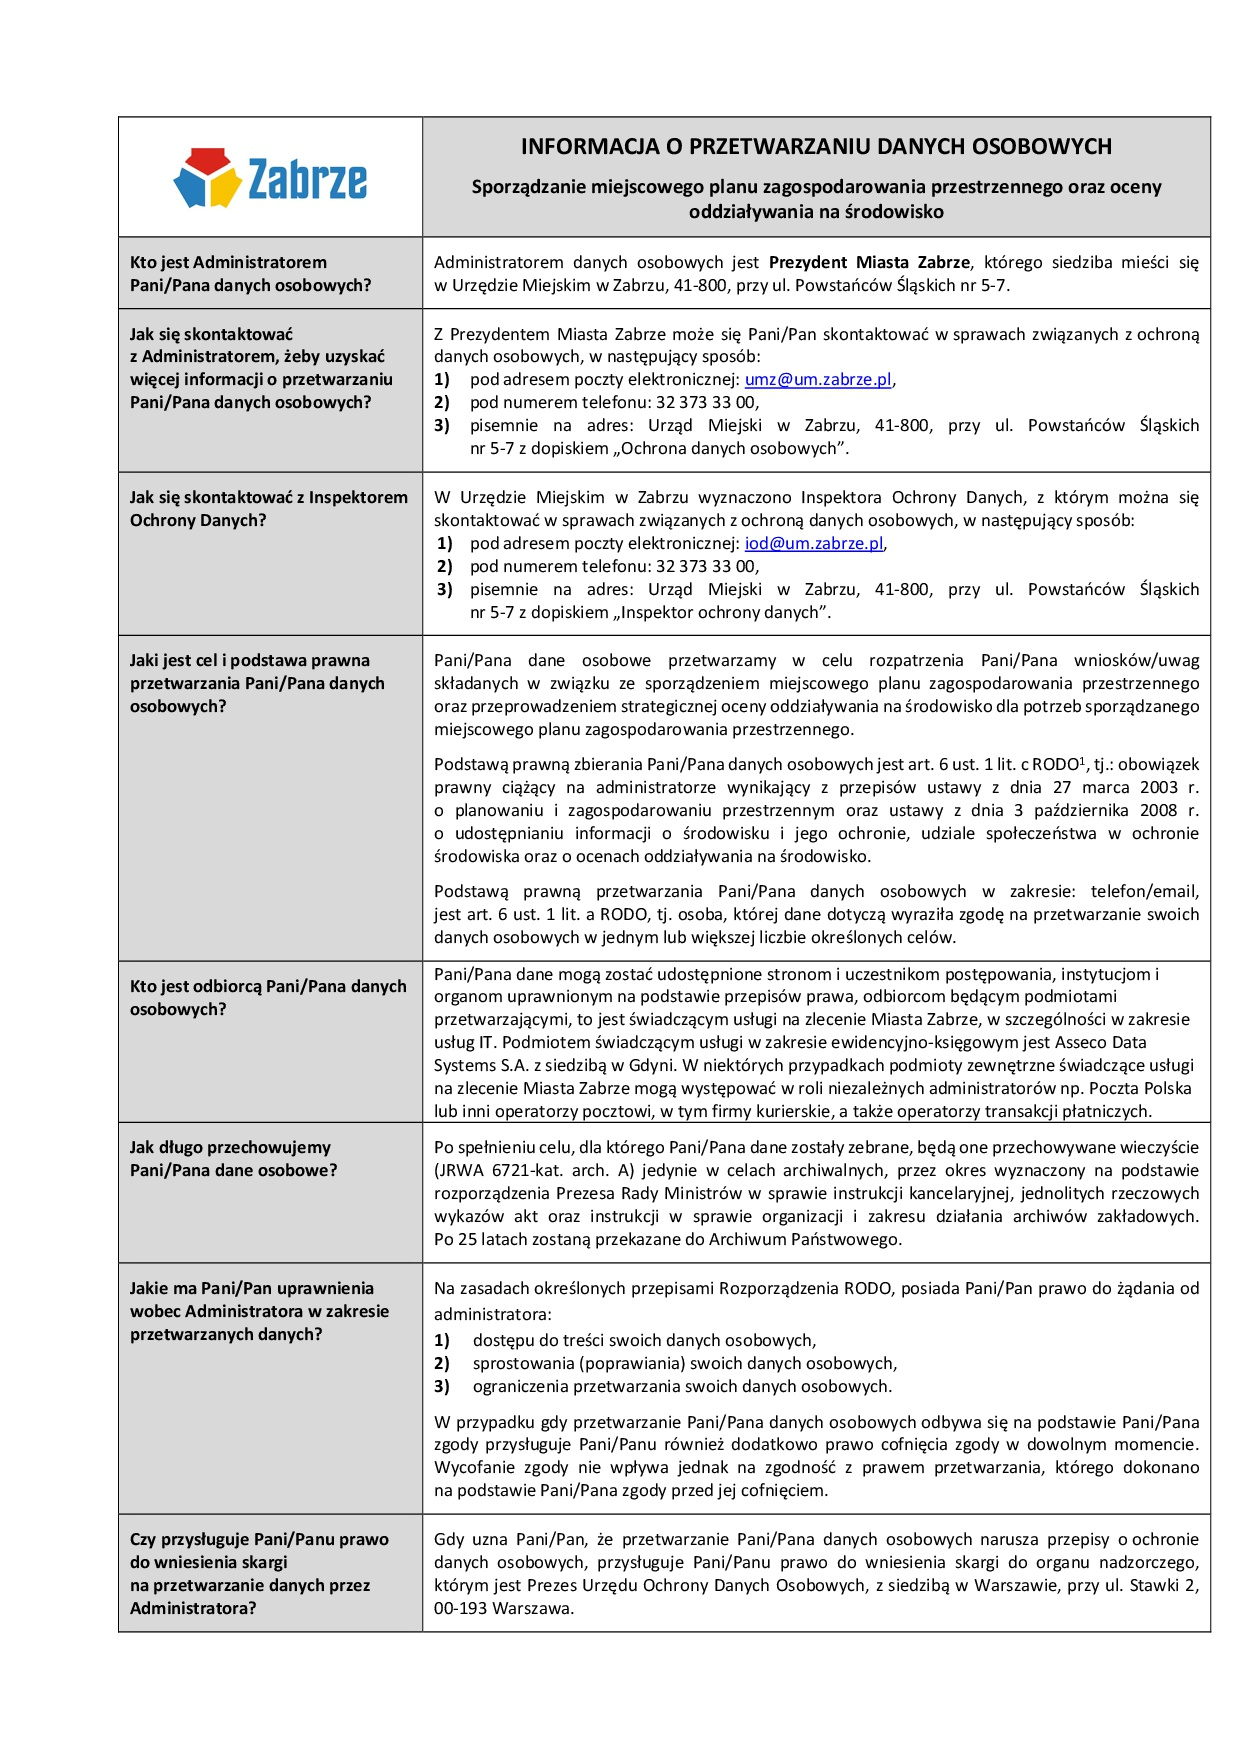 Zabrze
INFORMACJA O PRZETWARZANIU DANYCH OSOBOWYCH
Sporządzanie miejscowego planu zagospodarowania przestrzennego oraz oceny
oddziaływania na środowisko
Kto jest Administratorem
Pani/Pana danych osobowych?
Administratorem danych osobowych jest Prezydent Miasta Zabrze, którego siedziba mieści się
w Urzędzie Miejskim w Zabrzu, 41-800, przy ul. Powstańców Śląskich nr 5-7.
Jak się skontaktować
z Administratorem, żeby uzyskać
więcej informacji o przetwarzaniu
Pani/Pana danych osobowych?
Z Prezydentem Miasta Zabrze może się Pani/Pan skontaktować w sprawach związanych z ochroną
danych osobowych, w następujący sposób:
1) pod adresem poczty elektronicznej: umz@um.zabrze.pl,
2) pod numerem telefonu: 32 373 33 00,
3) pisemnie na adres: Urząd Miejski w Zabrzu, 41-800, przy ul. Powstańców Śląskich
nr 5-7 z dopiskiem „Ochrona danych osobowych”.
Jak się skontaktować z Inspektorem
Ochrony Danych?
W Urzędzie Miejskim w Zabrzu wyznaczono Inspektora Ochrony Danych, z którym można się
skontaktować w sprawach związanych z ochroną danych osobowych, w następujący sposób:
1) pod adresem poczty elektronicznej: iod@um.zabrze.pl,
2) pod numerem telefonu: 32 373 33 00,
3) pisemnie na adres: Urząd Miejski w Zabrzu, 41-800, przy ul. Powstańców Śląskich
nr 5-7 z dopiskiem „Inspektor ochrony danych”.
Jaki jest cel i podstawa prawna
przetwarzania Pani/Pana danych
osobowych?
Pani/Pana dane osobowe przetwarzamy w celu rozpatrzenia Pani/Pana wniosków/uwag
składanych w związku ze sporządzeniem miejscowego planu zagospodarowania przestrzennego
oraz przeprowadzeniem strategicznej oceny oddziaływania na środowisko dla potrzeb sporządzanego
miejscowego planu zagospodarowania przestrzennego.
Podstawą prawną zbierania Pani/Pana danych osobowych jest art. 6 ust. 1 lit. c RODO¹, tj.: obowiązek
prawny ciążący na administratorze wynikający z przepisów ustawy z dnia 27 marca 2003 r.
o planowaniu i zagospodarowaniu przestrzennym oraz ustawy z dnia 3 października 2008 r.
o udostępnianiu informacji o środowisku i jego ochronie, udziale społeczeństwa w ochronie
środowiska oraz o ocenach oddziaływania na środowisko.
Podstawą prawną przetwarzania Pani/Pana danych osobowych w zakresie: telefon/email,
jest art. 6 ust. 1 lit. a RODO, tj. osoba, której dane dotyczą wyraziła zgodę na przetwarzanie swoich
danych osobowych w jednym lub większej liczbie określonych celów.
Kto jest odbiorcą Pani/Pana danych
osobowych?
Pani/Pana dane mogą zostać udostępnione stronom i uczestnikom postępowania, instytucjom i
organom uprawnionym na podstawie przepisów prawa, odbiorcom będącym podmiotami
przetwarzającymi, to jest świadczącym usługi na zlecenie Miasta Zabrze, w szczególności w zakresie
usług IT. Podmiotem świadczącym usługi w zakresie ewidencyjno-księgowym jest Asseco Data
Systems S.A. z siedzibą w Gdyni. W niektórych przypadkach podmioty zewnętrzne świadczące usługi
na zlecenie Miasta Zabrze mogą występować w roli niezależnych administratorów np. Poczta Polska
lub inni operatorzy pocztowi, w tym firmy kurierskie, a także operatorzy transakcji płatniczych.
Jak długo przechowujemy
Pani/Pana dane osobowe?
Po spełnieniu celu, dla którego Pani/Pana dane zostały zebrane, będą one przechowywane wieczyście
(JRWA 6721-kat. arch. A) jedynie w celach archiwalnych, przez okres wyznaczony na podstawie
rozporządzenia Prezesa Rady Ministrów w sprawie instrukcji kancelaryjnej, jednolitych rzeczowych
wykazów akt oraz instrukcji w sprawie organizacji i zakresu działania archiwów zakładowych.
Po 25 latach zostaną przekazane do Archiwum Państwowego.
Jakie ma Pani/Pan uprawnienia
wobec Administratora w zakresie
przetwarzanych danych?
Na zasadach określonych przepisami Rozporządzenia RODO, posiada Pani/Pan prawo do żądania od
administratora:
1) dostępu do treści swoich danych osobowych,
2) sprostowania (poprawiania) swoich danych osobowych,
3) ograniczenia przetwarzania swoich danych osobowych.
W przypadku gdy przetwarzanie Pani/Pana danych osobowych odbywa się na podstawie Pani/Pana
zgody przysługuje Pani/Panu również dodatkowo prawo cofnięcia zgody w dowolnym momencie.
Wycofanie zgody nie wpływa jednak na zgodność z prawem przetwarzania, którego dokonano
na podstawie Pani/Pana zgody przed jej cofnięciem.
Czy przysługuje Pani/Panu prawo
do wniesienia skargi
na przetwarzanie danych przez
Administratora?
Gdy uzna Pani/Pan, że przetwarzanie Pani/Pana danych osobowych narusza przepisy o ochronie
danych osobowych, przysługuje Pani/Panu prawo do wniesienia skargi do organu nadzorczego,
którym jest Prezes Urzędu Ochrony Danych Osobowych, z siedzibą w Warszawie, przy ul. Stawki 2,
00-193 Warszawa.